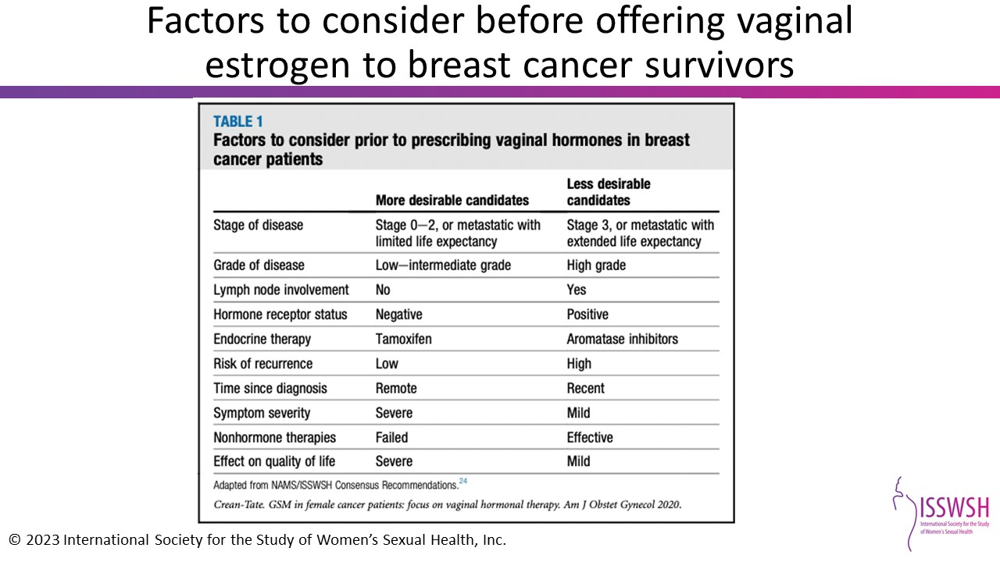 Factors to consider before offering vaginal
estrogen to breast cancer survivors
TABLE 1
Factors to consider prior to prescribing vaginal hormones in breast
cancer patients
More desirable candidates
Less desirable
candidates
Stage of disease
Stage 0–2, or metastatic with
limited life expectancy
Stage 3, or metastatic with
extended life expectancy
Grade of disease
Low–intermediate grade
High grade
Lymph node involvement
No
Yes
Hormone receptor status
Negative
Positive
Endocrine therapy
Tamoxifen
Aromatase inhibitors
Risk of recurrence
Low
High
Time since diagnosis
Remote
Recent
Symptom severity
Severe
Mild
Nonhormone therapies
Failed
Effective
Effect on quality of life
Severe
Mild
Adapted from NAMS/ISSWSH Consensus Recommendations.24
Crean-Tate. GSM in female cancer patients: focus on vaginal hormonal therapy. Am J Obstet Gynecol 2020.
ISSWSH
International Society for the Study
of Women's Sexual Health
© 2023 International Society for the Study of Women's Sexual Health, Inc.